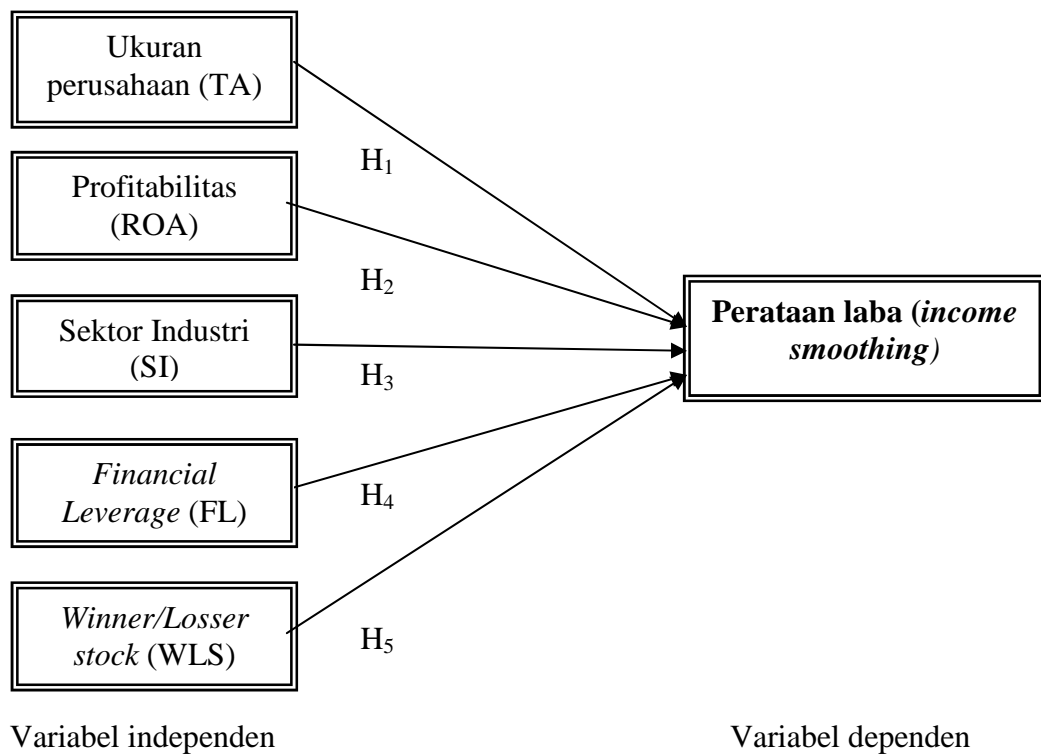 Ukuran
perusahaan (TA)
H₁
Profitabilitas
(ROA)
H₂
Sektor Industri
(SI)
H₃
Financial
Leverage (FL)
H₄
Winner/Losser
stock (WLS)
H₅
Perataan laba (income
smoothing)
Variabel independen
Variabel dependen